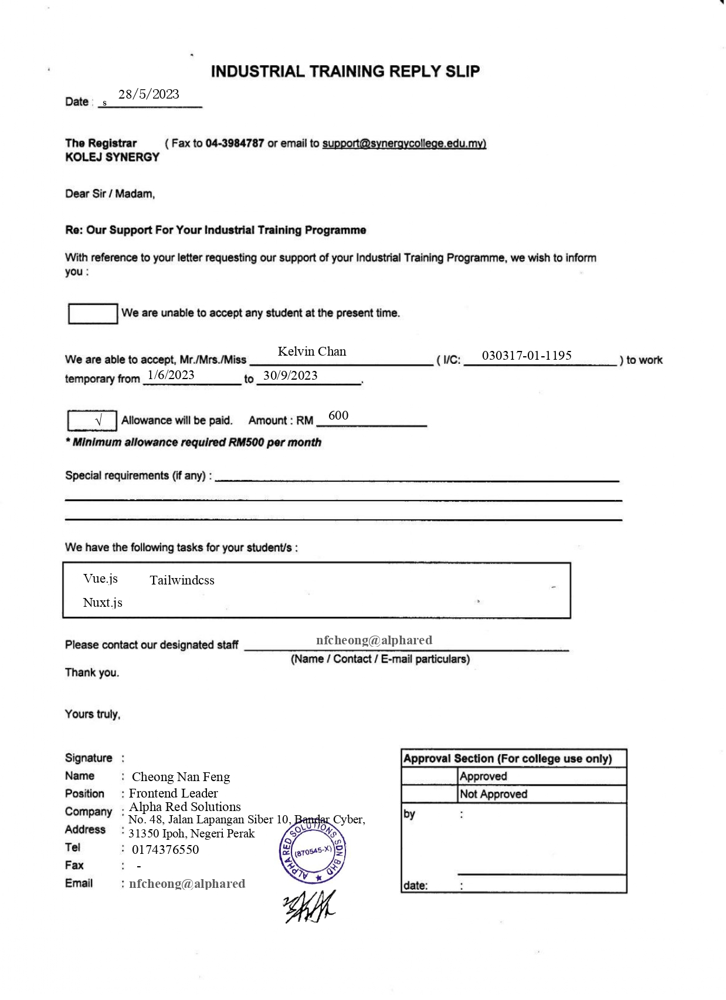 INDUSTRIAL TRAINING REPLY SLIP
Date : s 28/5/2023
The Registrar ( Fax to 04-3984787 or email to support@synergycollege.edu.my)
KOLEJ SYNERGY
Dear Sir / Madam,
Re: Our Support For Your Industrial Training Programme
With reference to your letter requesting our support of your Industrial Training Programme, we wish to inform
you :
We are unable to accept any student at the present time.
We are able to accept, Mr./Mrs./Miss Kelvin Chan ( I/C: 030317-01-1195 ) to work
temporary from 1/6/2023 to 30/9/2023.
√ Allowance will be paid. Amount : RM 600
* Minimum allowance required RM500 per month
Special requirements (if any) :
We have the following tasks for your student/s :
Vue.js Tailwindcss
Nuxt.js
Please contact our designated staff nfcheong@alphared
(Name / Contact / E-mail particulars)
Thank you.
Yours truly,
Signature :
Name : Cheong Nan Feng
Position : Frontend Leader
Company : Alpha Red Solutions
Address : No. 48, Jalan Lapangan Siber 10, Bandar Cyber,
31350 Ipoh, Negeri Perak
Tel : 0174376550
Fax : -
Email : nfcheong@alphared
ALPHA RED SOLUTIONS SDN BHD ★
(870545-X)
Approval Section (For college use only)
Approved
Not Approved
by :
date: :